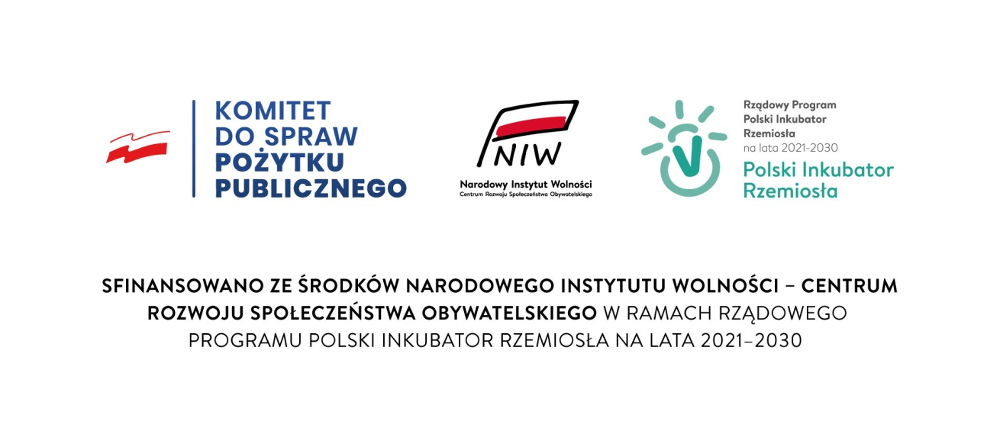 KOMITET
DO SPRAW
POŻYTKU
PUBLICZNEGO
NIW
Narodowy Instytut Wolności
Centrum Rozwoju Społeczeństwa Obywatelskiego
Rządowy Program
Polski Inkubator
Rzemiosła
na lata 2021-2030
Polski Inkubator
Rzemiosła
SFINANSOWANO ZE ŚRODKÓW NARODOWEGO INSTYTUTU WOLNOŚCI – CENTRUM
ROZWOJU SPOŁECZEŃSTWA OBYWATELSKIEGO W RAMACH RZĄDOWEGO
PROGRAMU POLSKI INKUBATOR RZEMIOSŁA NA LATA 2021–2030